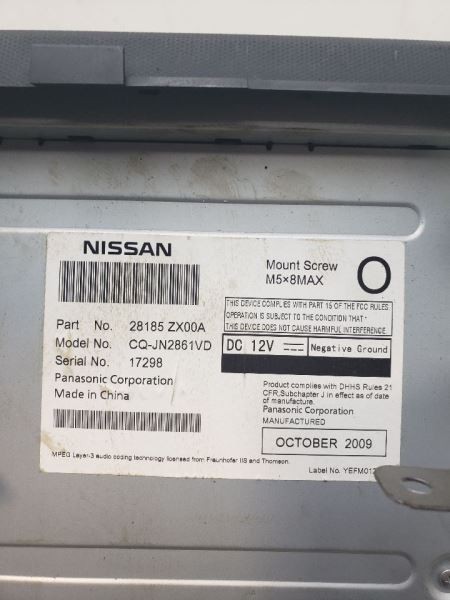 NISSAN
Mount Screw
M5×8MAX
O
THIS DEVICE COMPLIES WITH PART 15 OF THE FCC RULES
OPERATION IS SUBJECT TO THE CONDITION THAT
THIS DEVICE DOES NOT CAUSE HARMFUL INTERFERENCE.
Part No. 28185 ZX00A
Model No. CQ-JN2861VD
Serial No. 17298
Panasonic Corporation
Made in China
DC 12V
Negative Ground
Product complies with DHHS Rules 21
CFR,Subchapter J in effect as of date
of manufacture.
Panasonic Corporation
MANUFACTURED
OCTOBER 2009
MPEG Layer-3 audio coding technology licensed from Fraunhofer IIS and Thomson.
Label No.